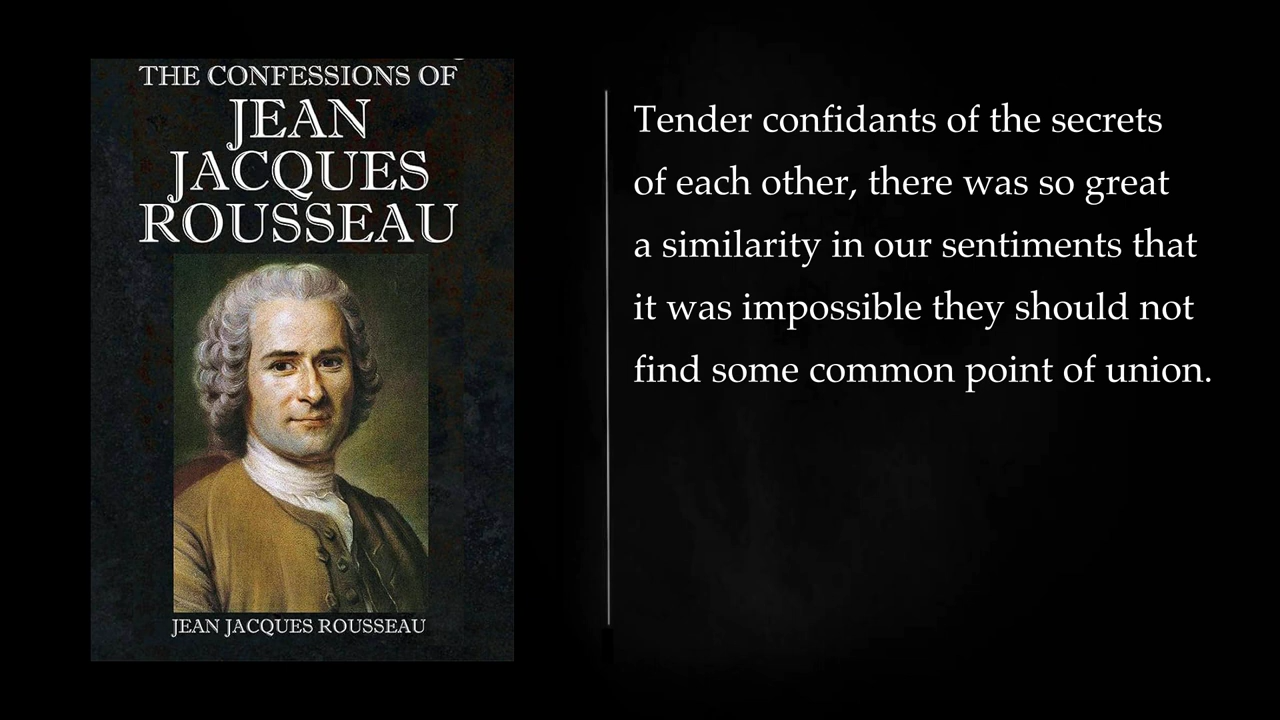 THE CONFESSIONS OF
JEAN
JACQUES
ROUSSEAU
JEAN JACQUES ROUSSEAU
Tender confidants of the secrets
of each other, there was so great
a similarity in our sentiments that
it was impossible they should not
find some common point of union.